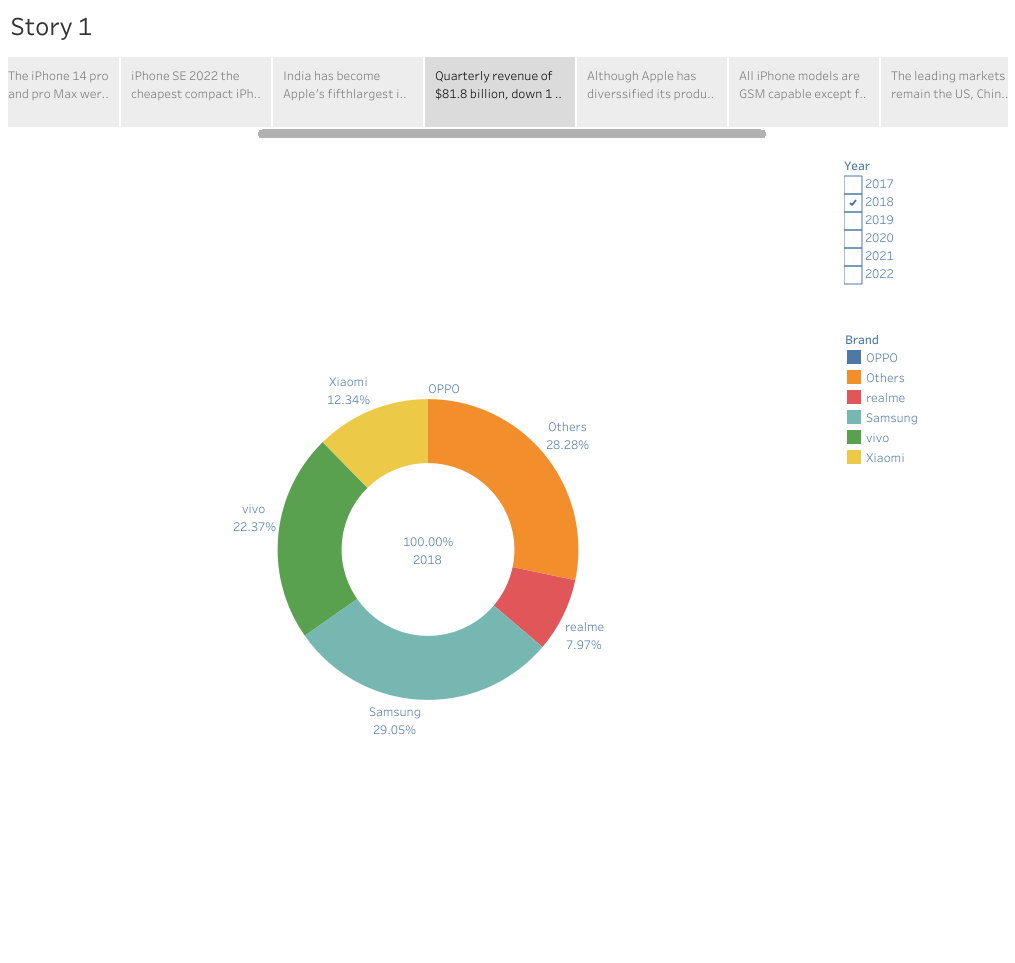 Story 1
The iPhone 14 pro
and pro Max wer..
iPhone SE 2022 the
cheapest compact iPh..
India has become
Apple's fifthlargest i..
Quarterly revenue of
$81.8 billion, down 1 ..
Although Apple has
diverssified its produ..
All iPhone models are
GSM capable except f..
The leading markets
remain the US, Chin..
Year
2017
2018
2019
2020
2021
2022
Brand
OPPO
Others
realme
Samsung
vivo
Xiaomi
Xiaomi
12.34%
OPPO
Others
28.28%
vivo
22.37%
100.00%
2018
realme
7.97%
Samsung
29.05%